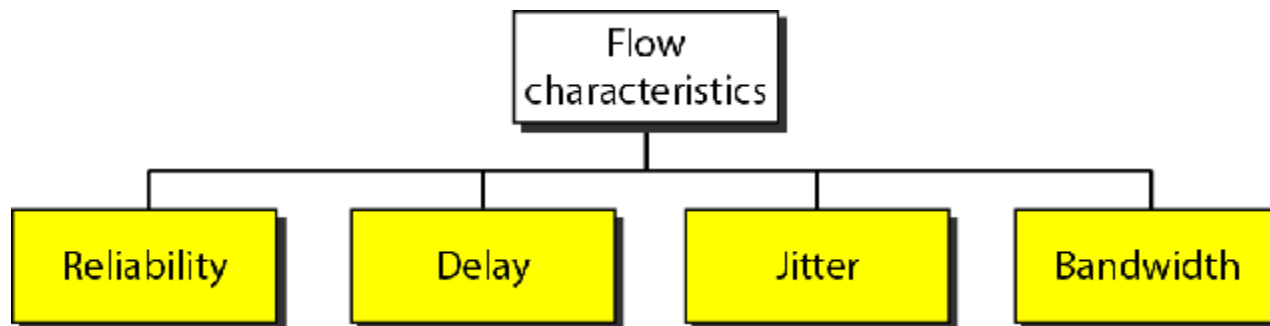 Flow
characteristics
Reliability
Delay
Jitter
Bandwidth